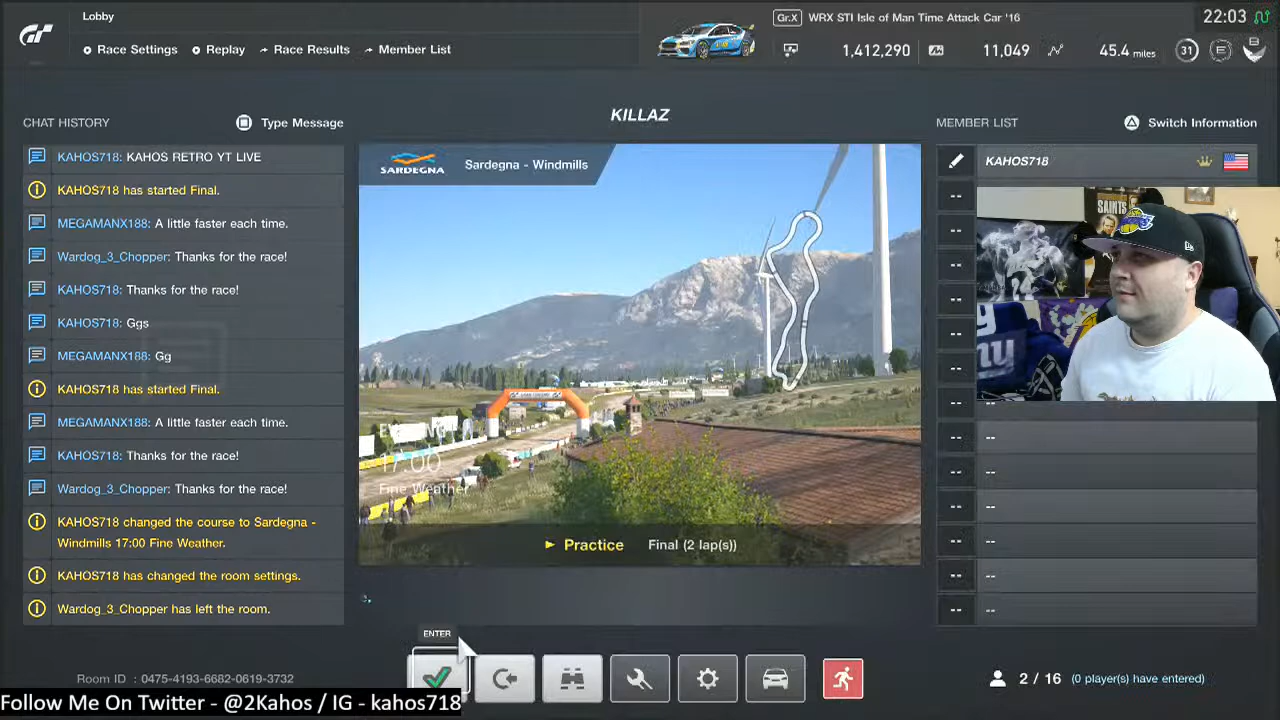 Lobby
Race Settings
Replay
Race Results
Member List
Gr.X WRX STI Isle of Man Time Attack Car '16
1,412,290
11,049
45.4 miles
31
E
B
22:03
CHAT HISTORY
Type Message
KILLAZ
MEMBER LIST
Switch Information
KAHOS718: KAHOS RETRO YT LIVE
KAHOS718 has started Final.
MEGAMANX188: A little faster each time.
Wardog_3_Chopper: Thanks for the race!
KAHOS718: Thanks for the race!
KAHOS718: Ggs
MEGAMANX188: Gg
KAHOS718 has started Final.
MEGAMANX188: A little faster each time.
KAHOS718: Thanks for the race!
Wardog_3_Chopper: Thanks for the race!
KAHOS718 changed the course to Sardegna -
Windmills 17:00 Fine Weather.
KAHOS718 has changed the room settings.
Wardog_3_Chopper has left the room.
SARDEGNA
Sardegna - Windmills
17:00
Fine Weather
Practice Final (2 lap(s))
KAHOS718
--
--
--
--
--
--
-- --
-- --
-- --
-- --
-- --
-- --
-- --
SAINTS
ENTER
Room ID : 0475-4193-6682-0619-3732
2 / 16 (0 player(s) have entered)
Follow Me On Twitter - @2Kahos / IG - kahos718